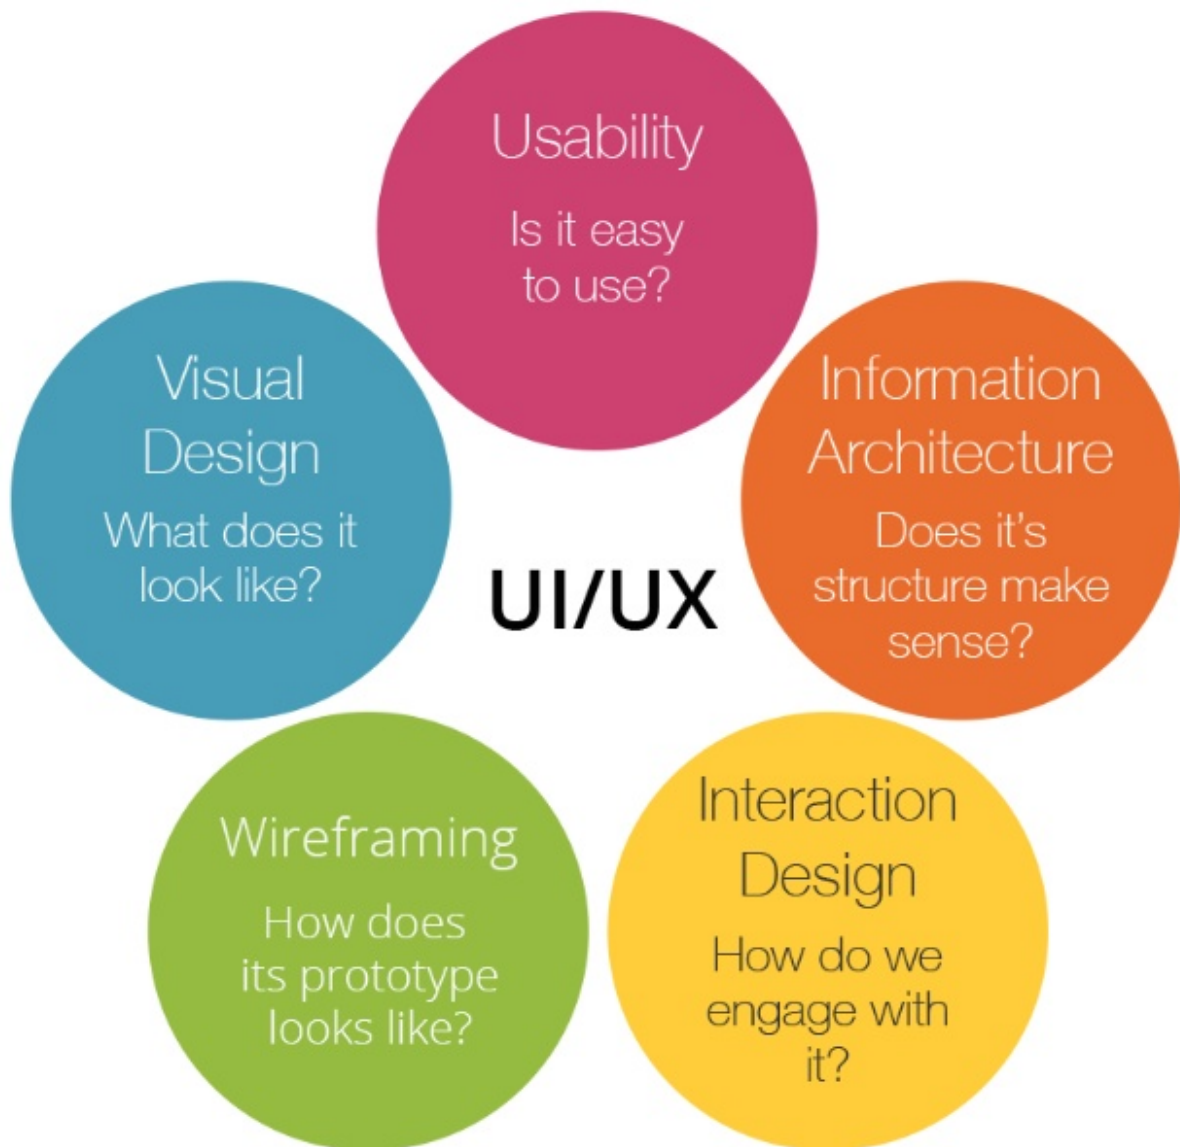 Usability
Is it easy
to use?
Visual
Design
What does it
look like?
Information
Architecture
Does it's
structure make
sense?
UI/UX
Wireframing
How does
its prototype
looks like?
Interaction
Design
How do we
engage with
it?